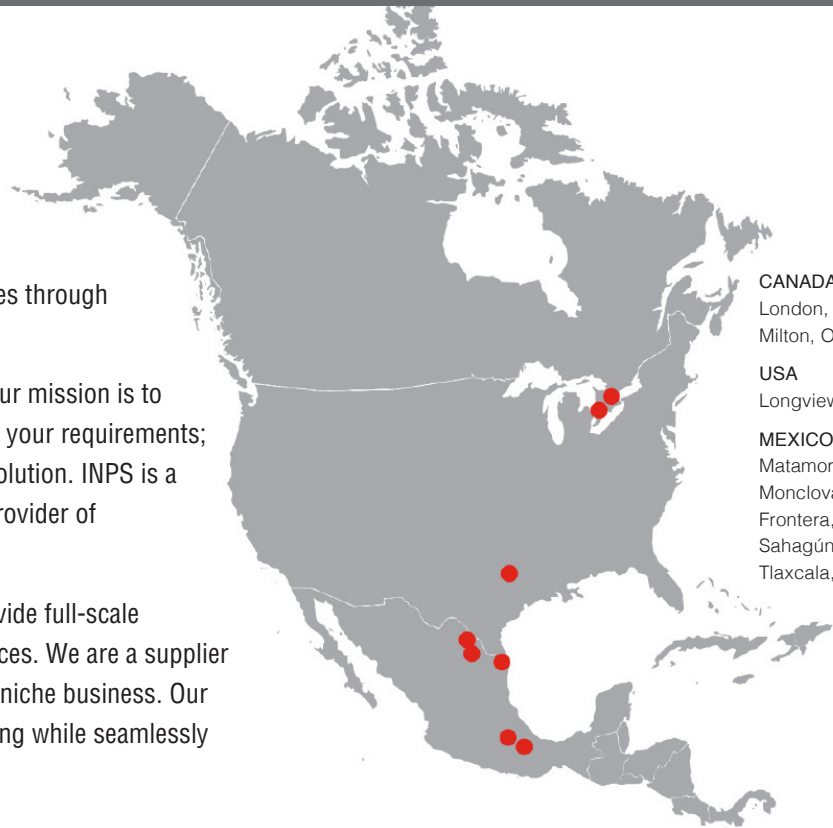 es through
ur mission is to
your requirements;
olution. INPS is a
rovider of
vide full-scale
ces. We are a supplier
niche business. Our
ng while seamlessly
CANADA
London,
Milton, O
USA
Longview
MEXICO
Matamor
Monclova
Frontera,
Sahagún
Tlaxcala,